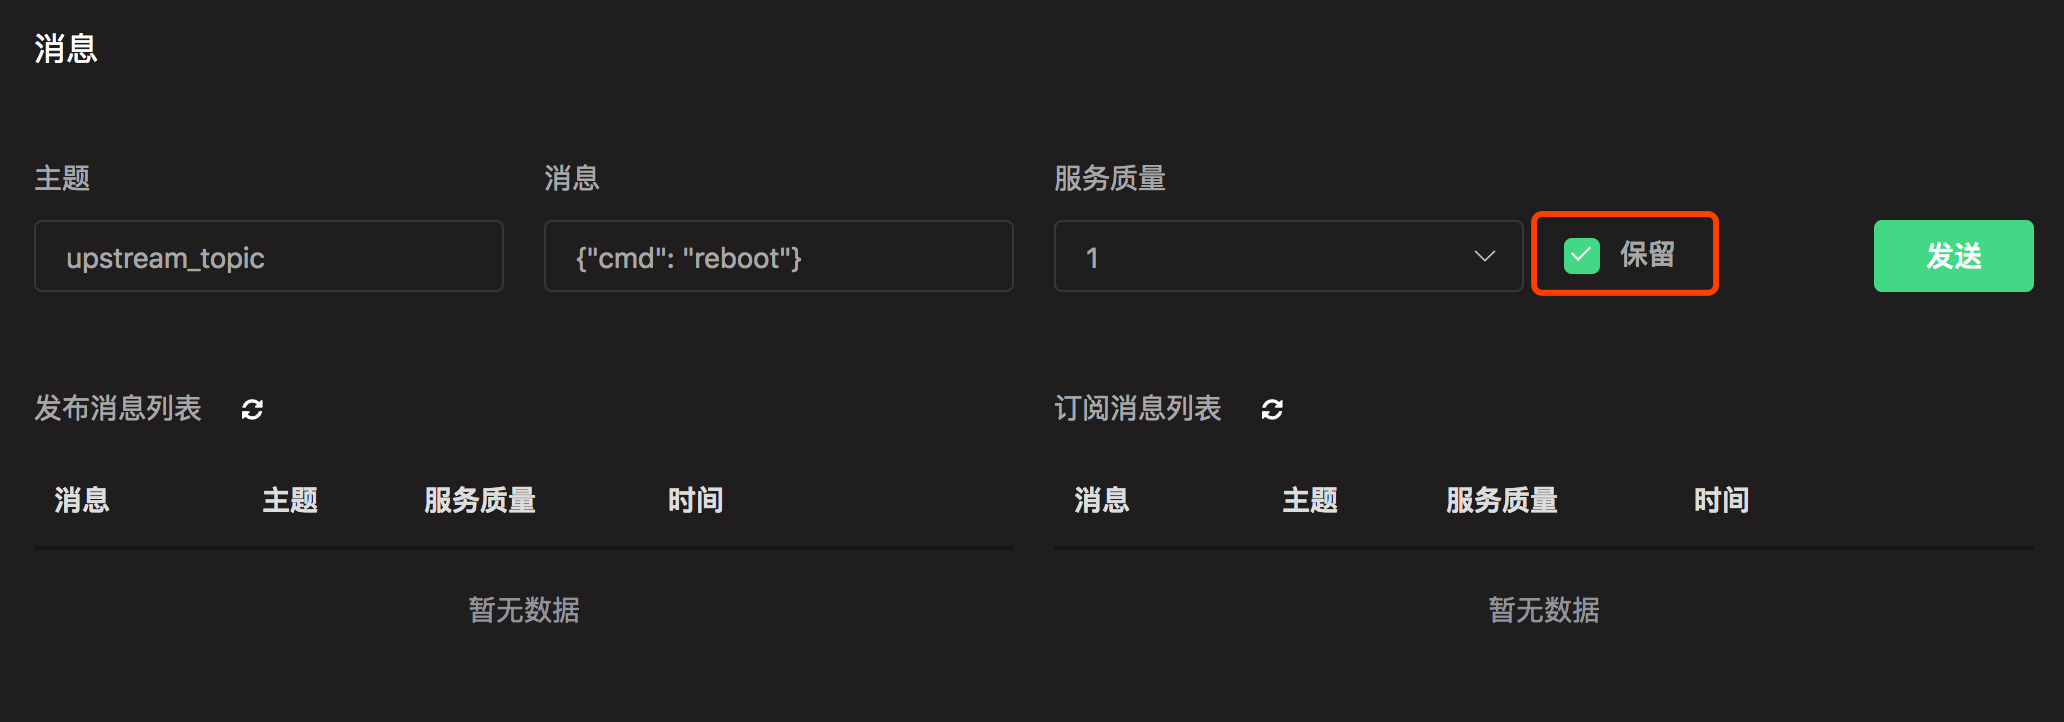 消息
主题 消息 服务质量
upstream_topic {"cmd": "reboot"} 1 保留 发送
发布消息列表 订阅消息列表
消息 主题 服务质量 时间 消息 主题 服务质量 时间
暂无数据 暂无数据